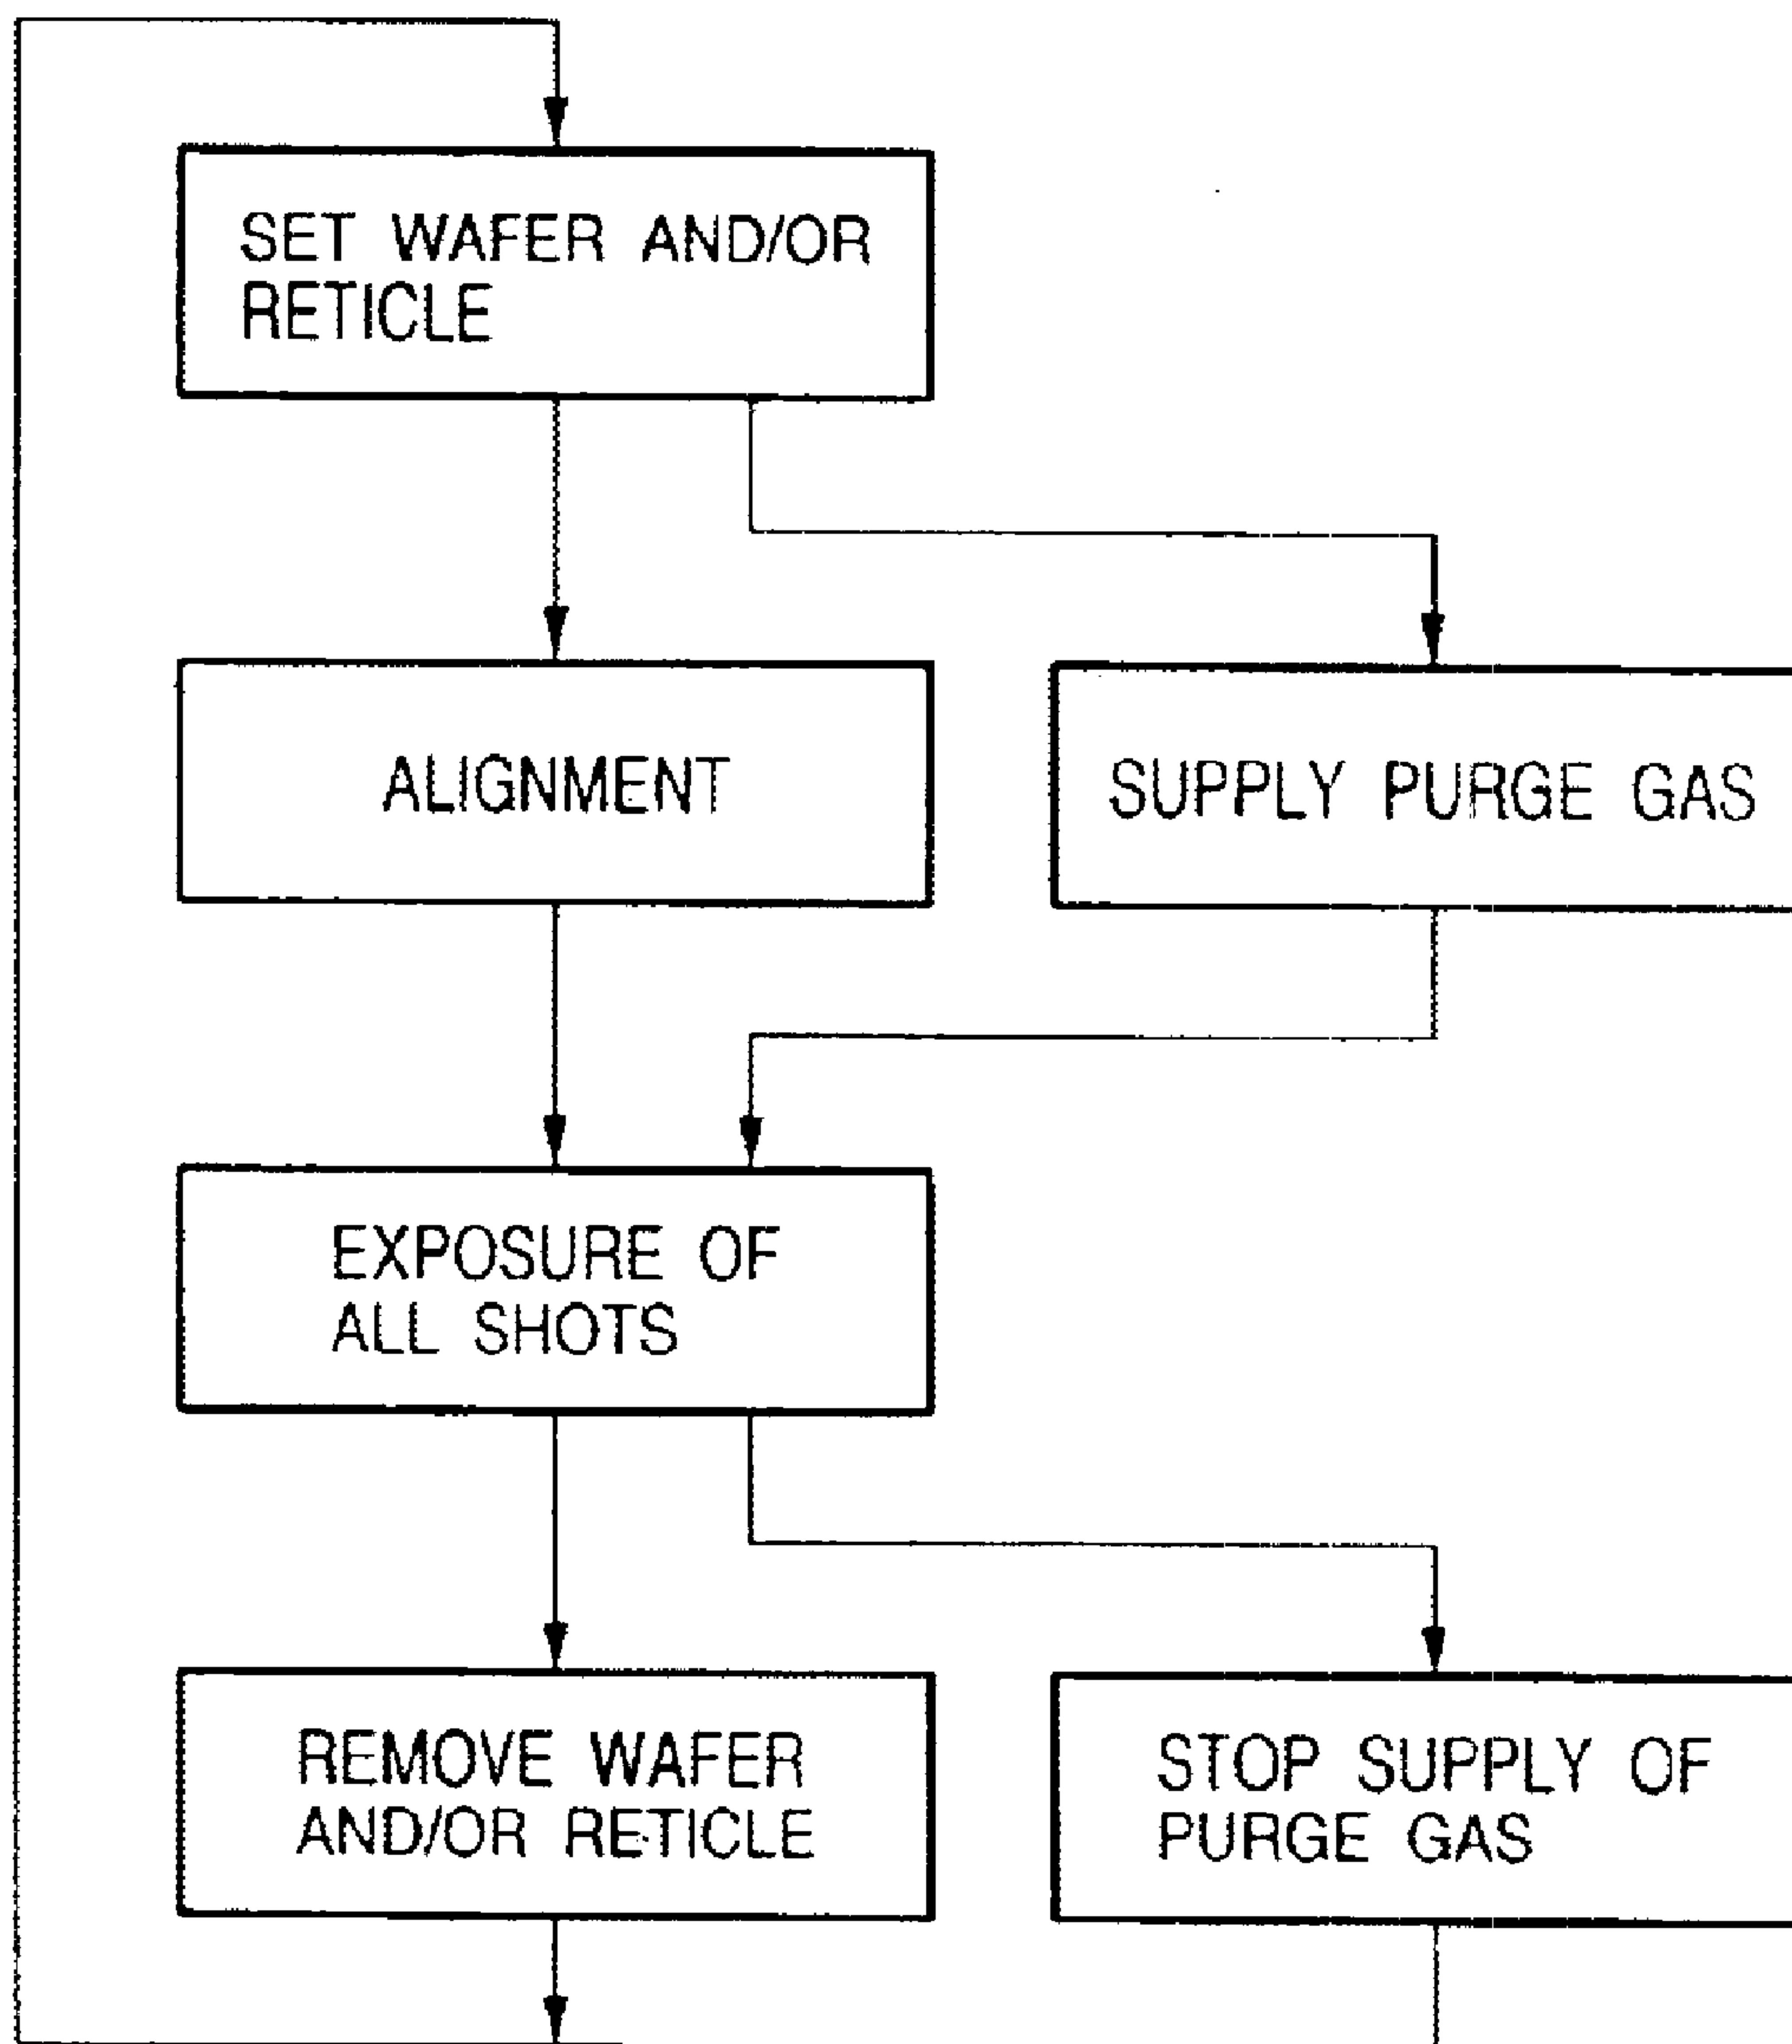 SET WAFER AND/OR
RETICLE
ALIGNMENT
SUPPLY PURGE GAS
EXPOSURE OF
ALL SHOTS
REMOVE WAFER
AND/OR RETICLE
STOP SUPPLY OF
PURGE GAS